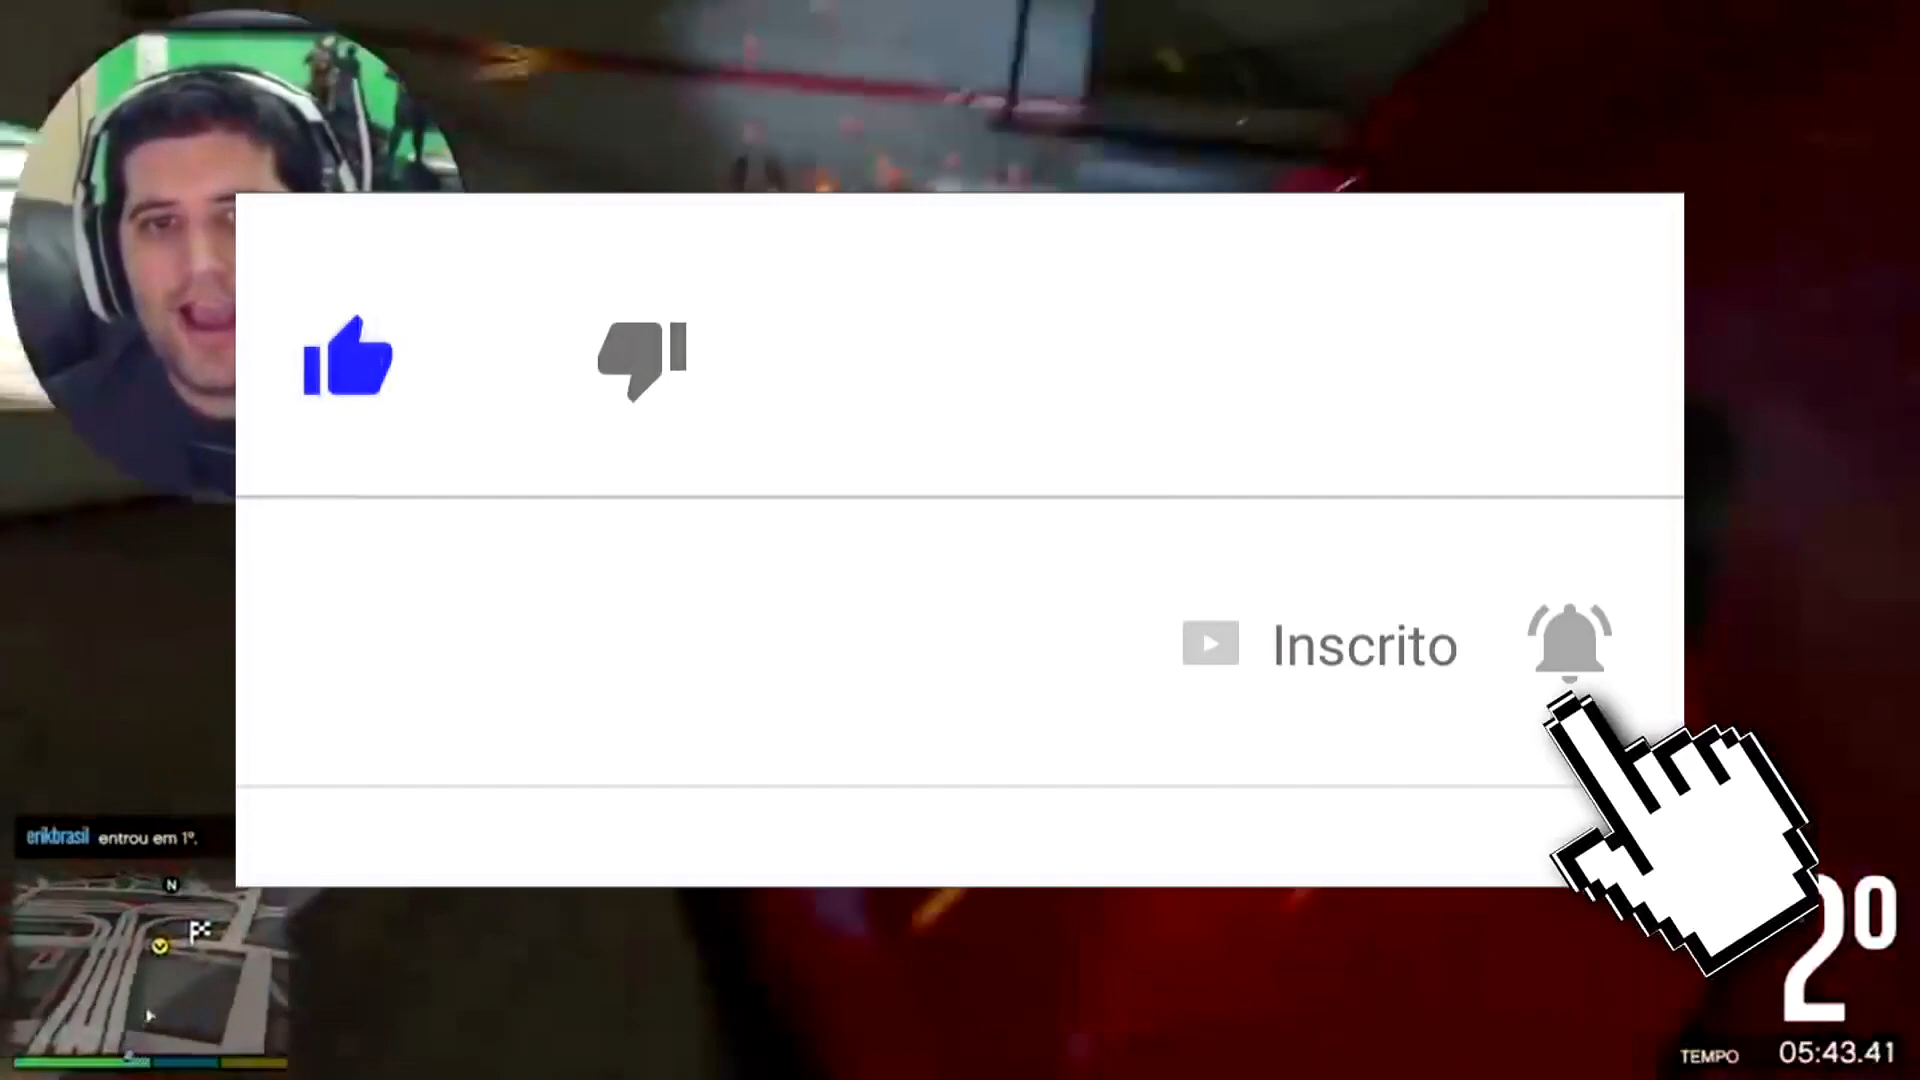 Inscrito
erikbrasil entrou em 1º.
N
2º
TEMPO 05:43.41